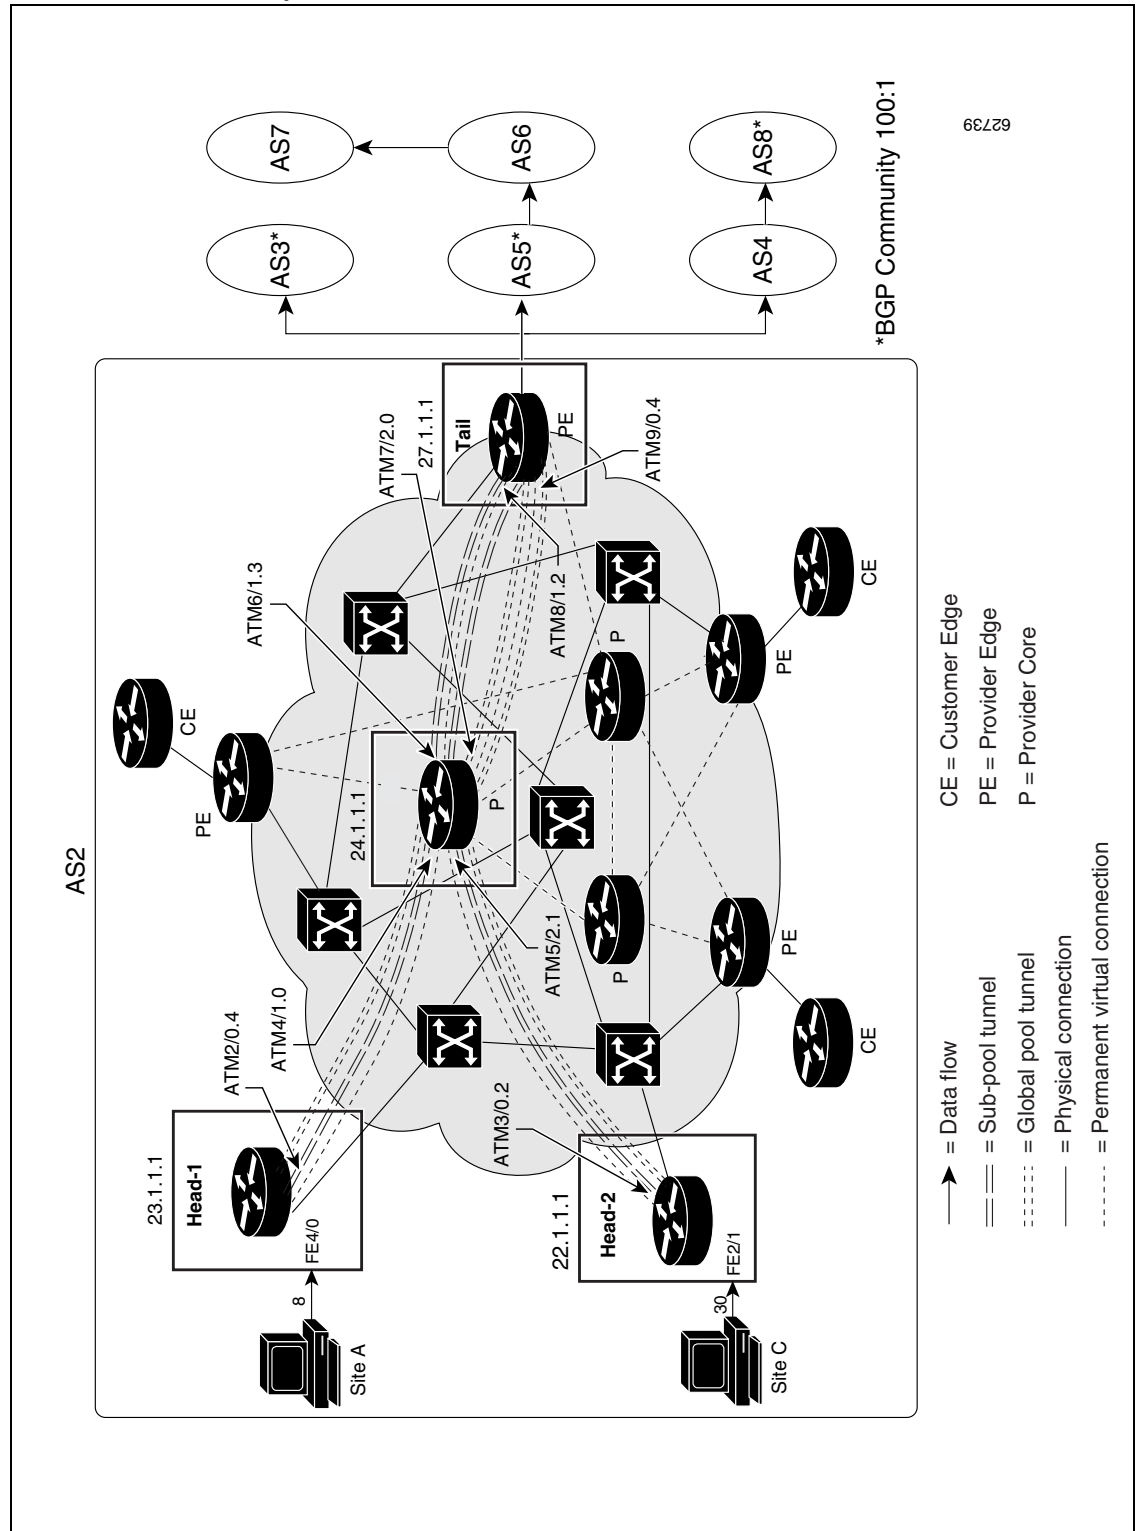 AS2
AS3*
AS7
AS5*
AS6
AS4
AS8*
*BGP Community 100:1
62739
23.1.1.1
Head-1
FE4/0
8
Site A
ATM2/0.4
ATM4/1.0
PE
CE
24.1.1.1
P
ATM6/1.3
ATM7/2.0
27.1.1.1
Tail
PE
ATM9/0.4
ATM8/1.2
ATM5/2.1
ATM3/0.2
22.1.1.1
Head-2
FE2/1
30
Site C
P
P
PE
CE
PE
CE
= Data flow
= Sub-pool tunnel
= Global pool tunnel
= Physical connection
= Permanent virtual connection
CE = Customer Edge
PE = Provider Edge
P = Provider Core